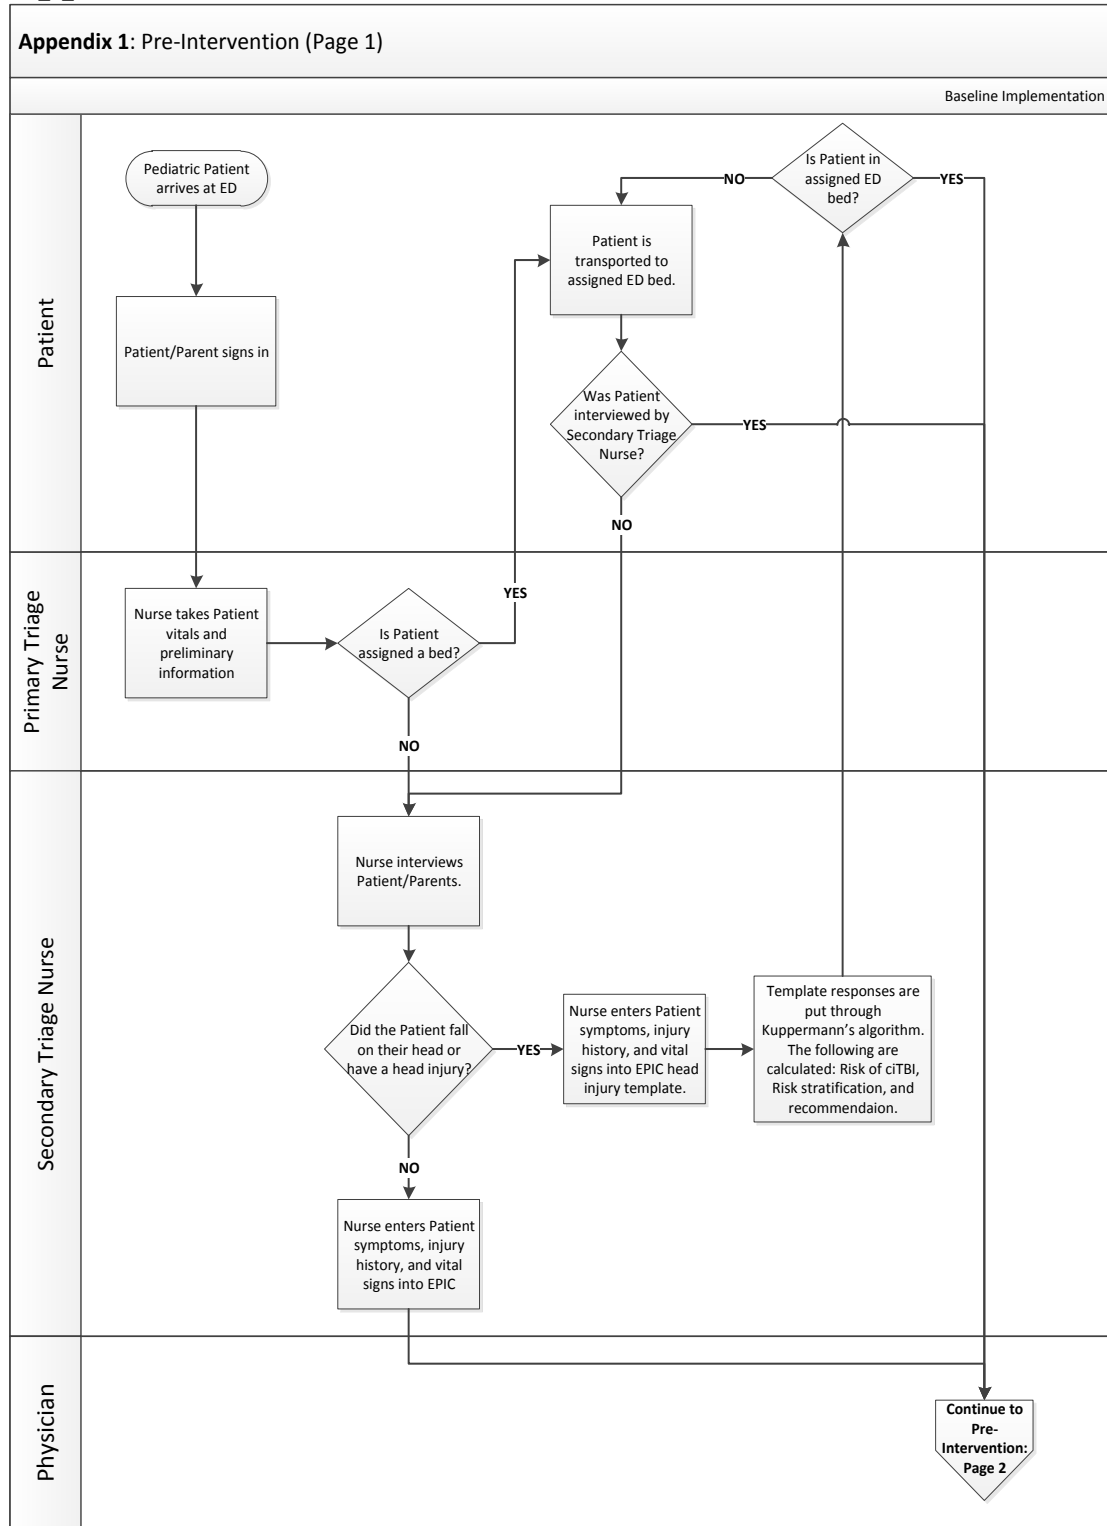 Appendix 1: Pre-Intervention (Page 1)
Baseline Implementation
Patient
Pediatric Patient
arrives at ED
Patient/Parent signs in
Is Patient in
assigned ED
bed?
NO
YES
Patient is
transported to
assigned ED bed.
Was Patient
interviewed by
Secondary Triage
Nurse?
YES
NO
Primary Triage
Nurse
Nurse takes Patient
vitals and
preliminary
information
Is Patient
assigned a bed?
YES
NO
Secondary Triage Nurse
Nurse interviews
Patient/Parents.
Did the Patient fall
on their head or
have a head injury?
YES
Nurse enters Patient
symptoms, injury
history, and vital
signs into EPIC head
injury template.
Template responses are
put through
Kuppermann’s algorithm.
The following are
calculated: Risk of ciTBI,
Risk stratification, and
recommendaion.
NO
Nurse enters Patient
symptoms, injury
history, and vital
signs into EPIC
Physician
Continue to
Pre-
Intervention:
Page 2